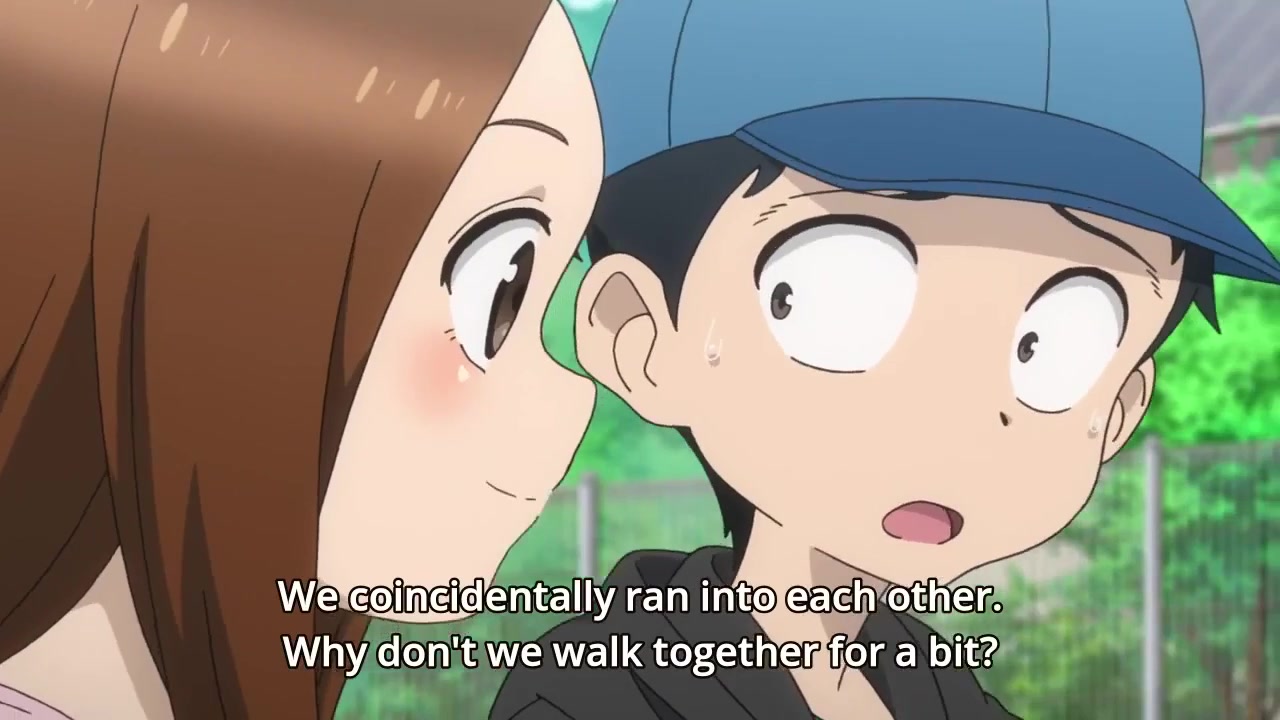 We coincidentally ran into each other.
Why don't we walk together for a bit?